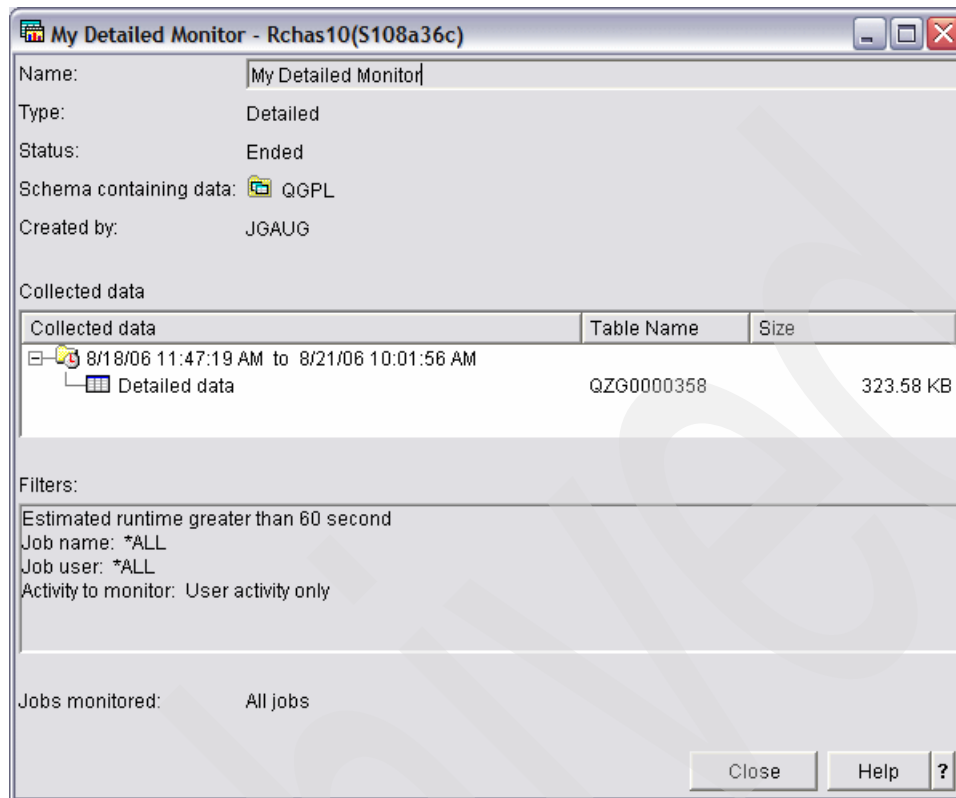 My Detailed Monitor - Rchas10(S108a36c)
Name: My Detailed Monitor
Type: Detailed
Status: Ended
Schema containing data: QGPL
Created by: JGAUG
Collected data
Collected data Table Name Size
8/18/06 11:47:19 AM to 8/21/06 10:01:56 AM
Detailed data QZG0000358 323.58 KB
Filters:
Estimated runtime greater than 60 second
Job name: *ALL
Job user: *ALL
Activity to monitor: User activity only
Jobs monitored: All jobs
Close Help ?